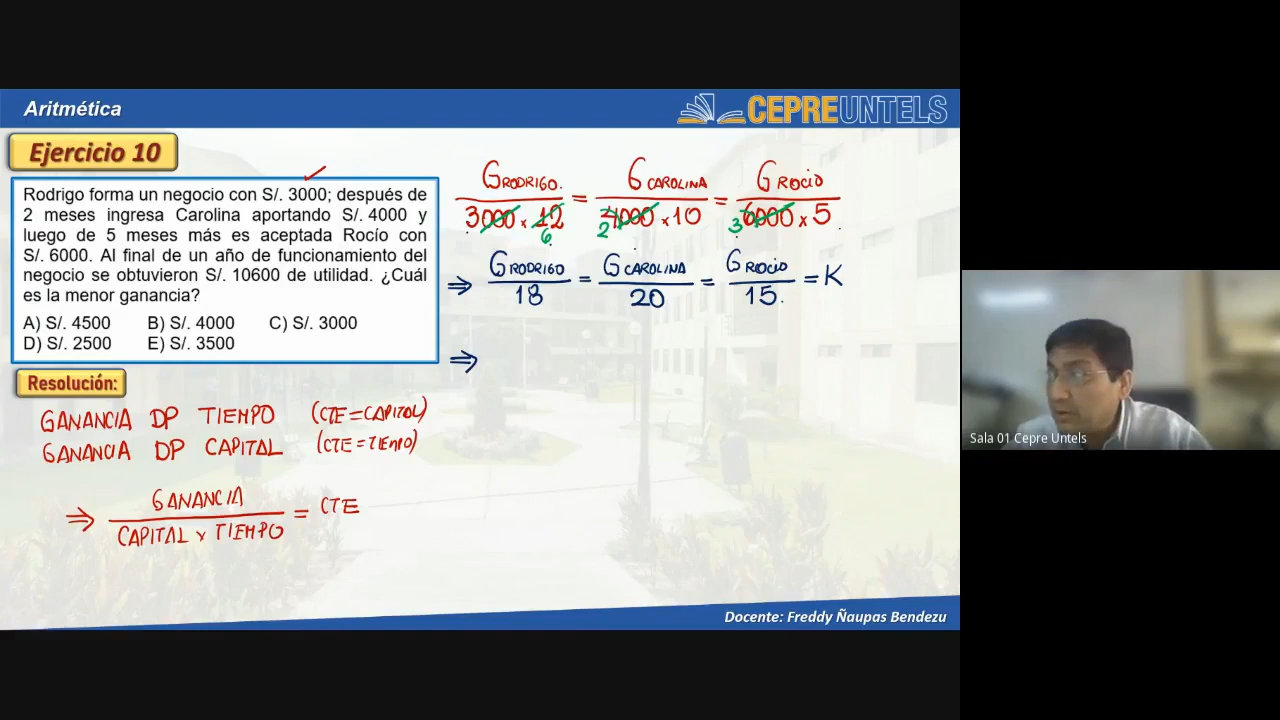 Aritmética
CEPREUNTELS
Ejercicio 10
Rodrigo forma un negocio con S/. 3000; después de
2 meses ingresa Carolina aportando S/. 4000 y
luego de 5 meses más es aceptada Rocío con
S/. 6000. Al final de un año de funcionamiento del
negocio se obtuvieron S/. 10600 de utilidad. ¿Cuál
es la menor ganancia?
A) S/. 4500 B) S/. 4000 C) S/. 3000
D) S/. 2500 E) S/. 3500
Resolución:
GANANCIA DP TIEMPO (CTE = CAPITAL)
GANANCIA DP CAPITAL (CTE = TIEMPO)
⇒ GANANCIA / CAPITAL x TIEMPO = CTE
G RODRIGO. / 3000 x 12 = G CAROLINA / 4000 x 10 = G ROCIO / 6000 x 5
6 2 3
⇒ G RODRIGO / 18 = G CAROLINA / 20 = G ROCIO / 15. = K
⇒
Docente: Freddy Ñaupas Bendezu
Sala 01 Cepre Untels